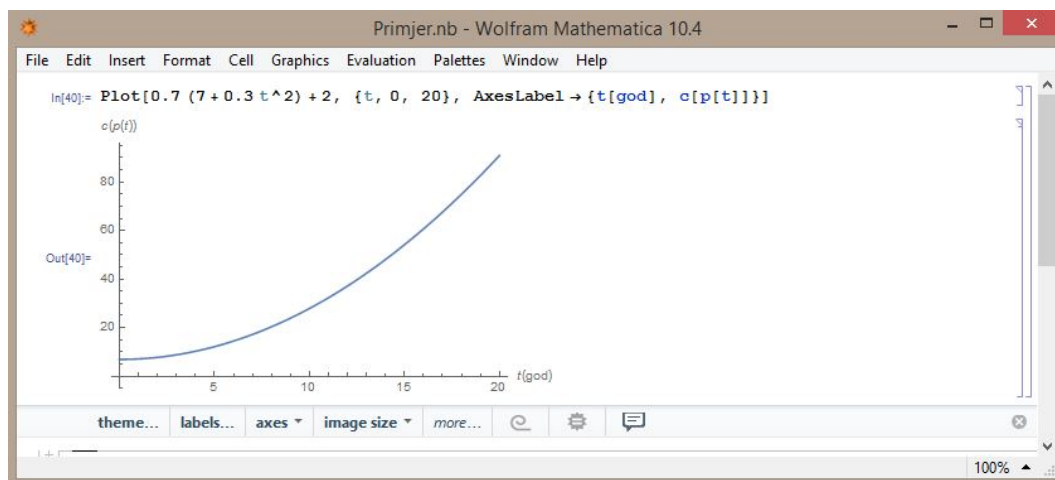 Primjer.nb - Wolfram Mathematica 10.4
File Edit Insert Format Cell Graphics Evaluation Palettes Window Help
In[40]:= Plot[0.7 (7 + 0.3 t^2) + 2, {t, 0, 20}, AxesLabel → {t[god], c[p[t]]}]
c(p(t))
80
60
Out[40]=
40
20
5 10 15 20 t(god)
theme... labels... axes image size more...
100%